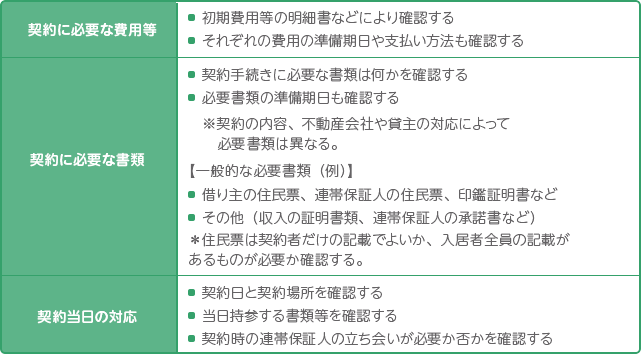 契約に必要な費用等
初期費用等の明細書などにより確認する
それぞれの費用の準備期日や支払い方法も確認する
契約に必要な書類
契約手続きに必要な書類は何かを確認する
必要書類の準備期日も確認する
※契約の内容、不動産会社や貸主の対応によって
必要書類は異なる。
【一般的な必要書類（例）】
借り主の住民票、連帯保証人の住民票、印鑑証明書など
その他（収入の証明書類、連帯保証人の承諾書など）
＊住民票は契約者だけの記載でよいか、入居者全員の記載が
あるものが必要か確認する。
契約当日の対応
契約日と契約場所を確認する
当日持参する書類等を確認する
契約時の連帯保証人の立ち会いが必要か否かを確認する